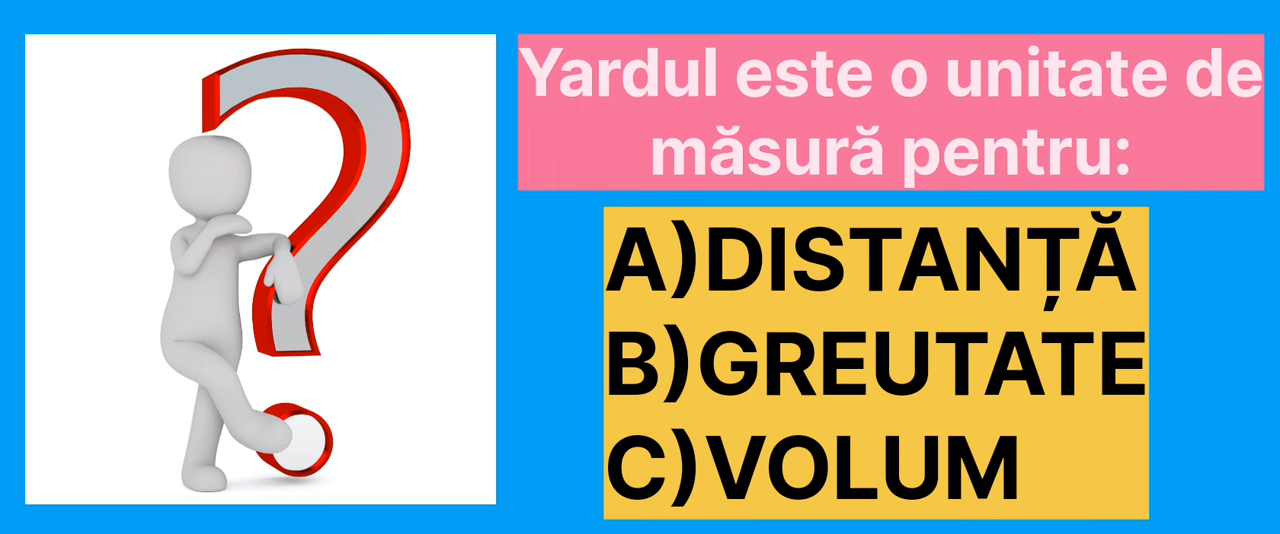 Yardul este o unitate de
măsură pentru:
A)DISTANȚĂ
B)GREUTATE
C)VOLUM